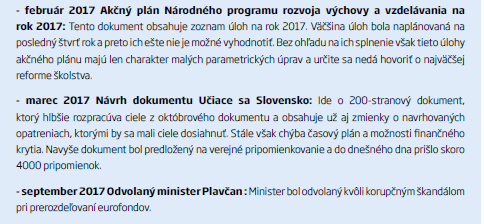 - február 2017 Akčný plán Národného programu rozvoja výchovy a vzdelávania na
rok 2017: Tento dokument obsahuje zoznam úloh na rok 2017. Väčšina úloh bola naplánovaná na
posledný štvrť rok a preto ich ešte nie je možné vyhodnotiť. Bez ohľadu na ich splnenie však tieto úlohy
akčného plánu majú len charakter malých parametrických úprav a určite sa nedá hovoriť o najväčšej
reforme školstva.
- marec 2017 Návrh dokumentu Učiace sa Slovensko: Ide o 200-stranový dokument,
ktorý hlbšie rozpracúva ciele z októbrového dokumentu a obsahuje už aj zmienky o navrhovaných
opatreniach, ktorými by sa mali ciele dosiahnuť. Stále však chýba časový plán a možnosti finančného
krytia. Navyše dokument bol predložený na verejné pripomienkovanie a do dnešného dna prišlo skoro
4000 pripomienok.
- september 2017 Odvolaný minister Plavčan : Minister bol odvolaný kvôli korupčným škandálom
pri prerozdeľovaní eurofondov.